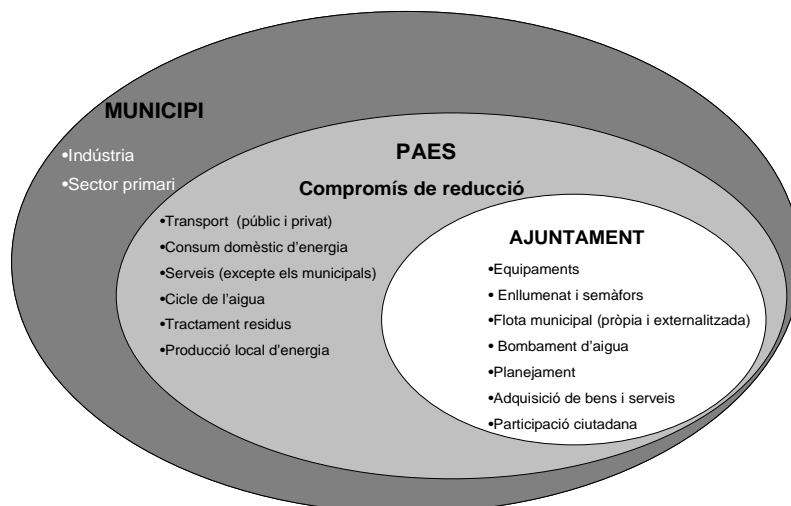 MUNICIPI
•Indústria
•Sector primari
PAES
Compromís de reducció
•Transport (públic i privat)
•Consum domèstic d'energia
•Serveis (excepte els municipals)
•Cicle de l'aigua
•Tractament residus
•Producció local d'energia
AJUNTAMENT
•Equipaments
• Enllumenat i semàfors
•Flota municipal (pròpia i externalitzada)
• Bombament d'aigua
•Planejament
•Adquisició de bens i serveis
•Participació ciutadana